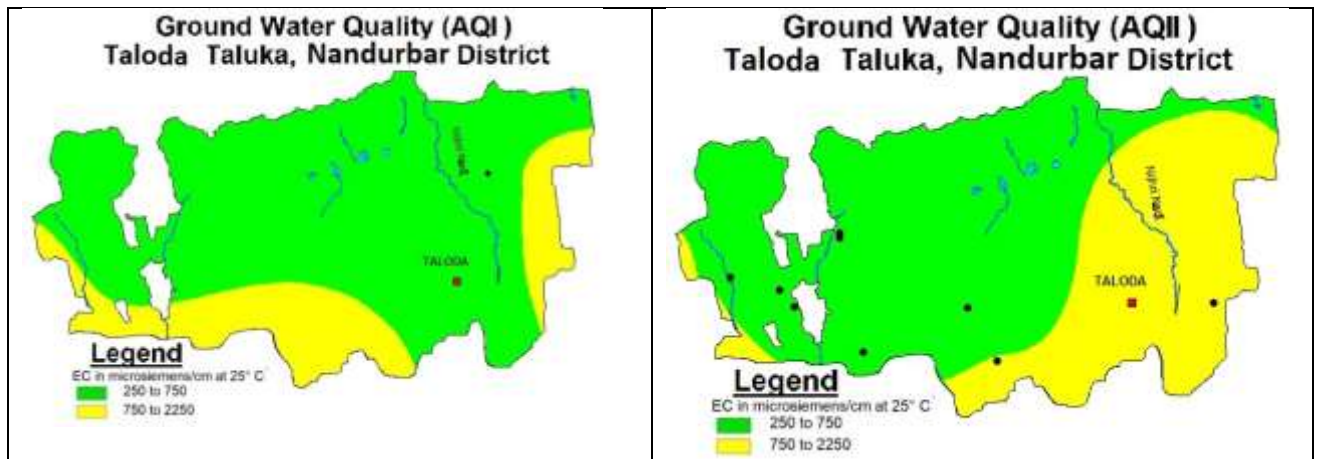 Ground Water Quality (AQI )
Taloda Taluka, Nandurbar District
TALODA
Legend
EC in microsiemens/cm at 25° C
250 to 750
750 to 2250
Ground Water Quality (AQII )
Taloda Taluka, Nandurbar District
TALODA
Legend
EC in microsiemens/cm at 25° C
250 to 750
750 to 2250